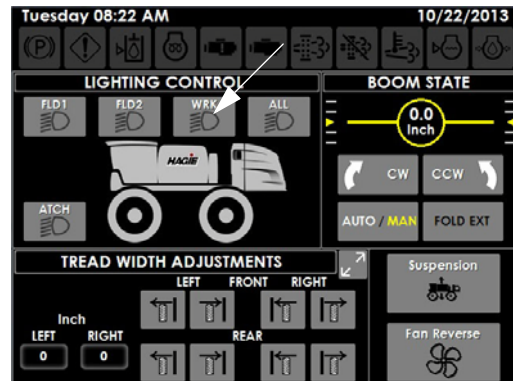 Tuesday 08:22 AM 10/22/2013
LIGHTING CONTROL
FLD1 FLD2 WRK ALL
HAGIE
ATCH
BOOM STATE
0.0
Inch
CW CCW
AUTO / MAN FOLD EXT
TREAD WIDTH ADJUSTMENTS
LEFT FRONT RIGHT
Inch
LEFT RIGHT
0 0
REAR
Suspension
Fan Reverse